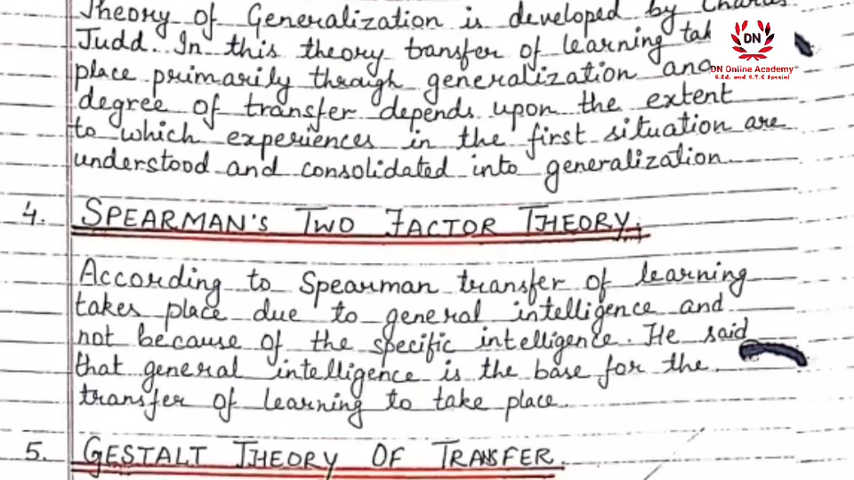 Theory of Generalization is developed by Charles
Judd. In this theory transfer of learning
place primarily through generalization and
degree of transfer depends upon the extent
to which experiences in the first situation are
understood and consolidated into generalization
4. SPEARMAN'S TWO FACTOR THEORY.
According to Spearman transfer of learning
takes place due to general intelligence and
not because of the specific intelligence. He said
that general intelligence is the base for the
transfer of learning to take place.
5. GESTALT THEORY OF TRANSFER.
DN
DN Online Academy
B.Ed. and B.T.C Special